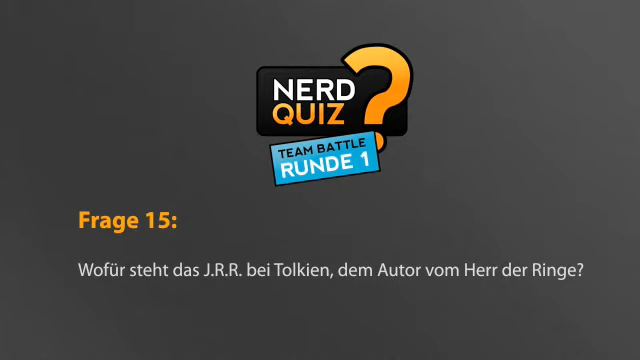 NERD
QUIZ
TEAM BATTLE
RUNDE 1
Frage 15:
Wofür steht das J.R.R. bei Tolkien, dem Autor vom Herr der Ringe?